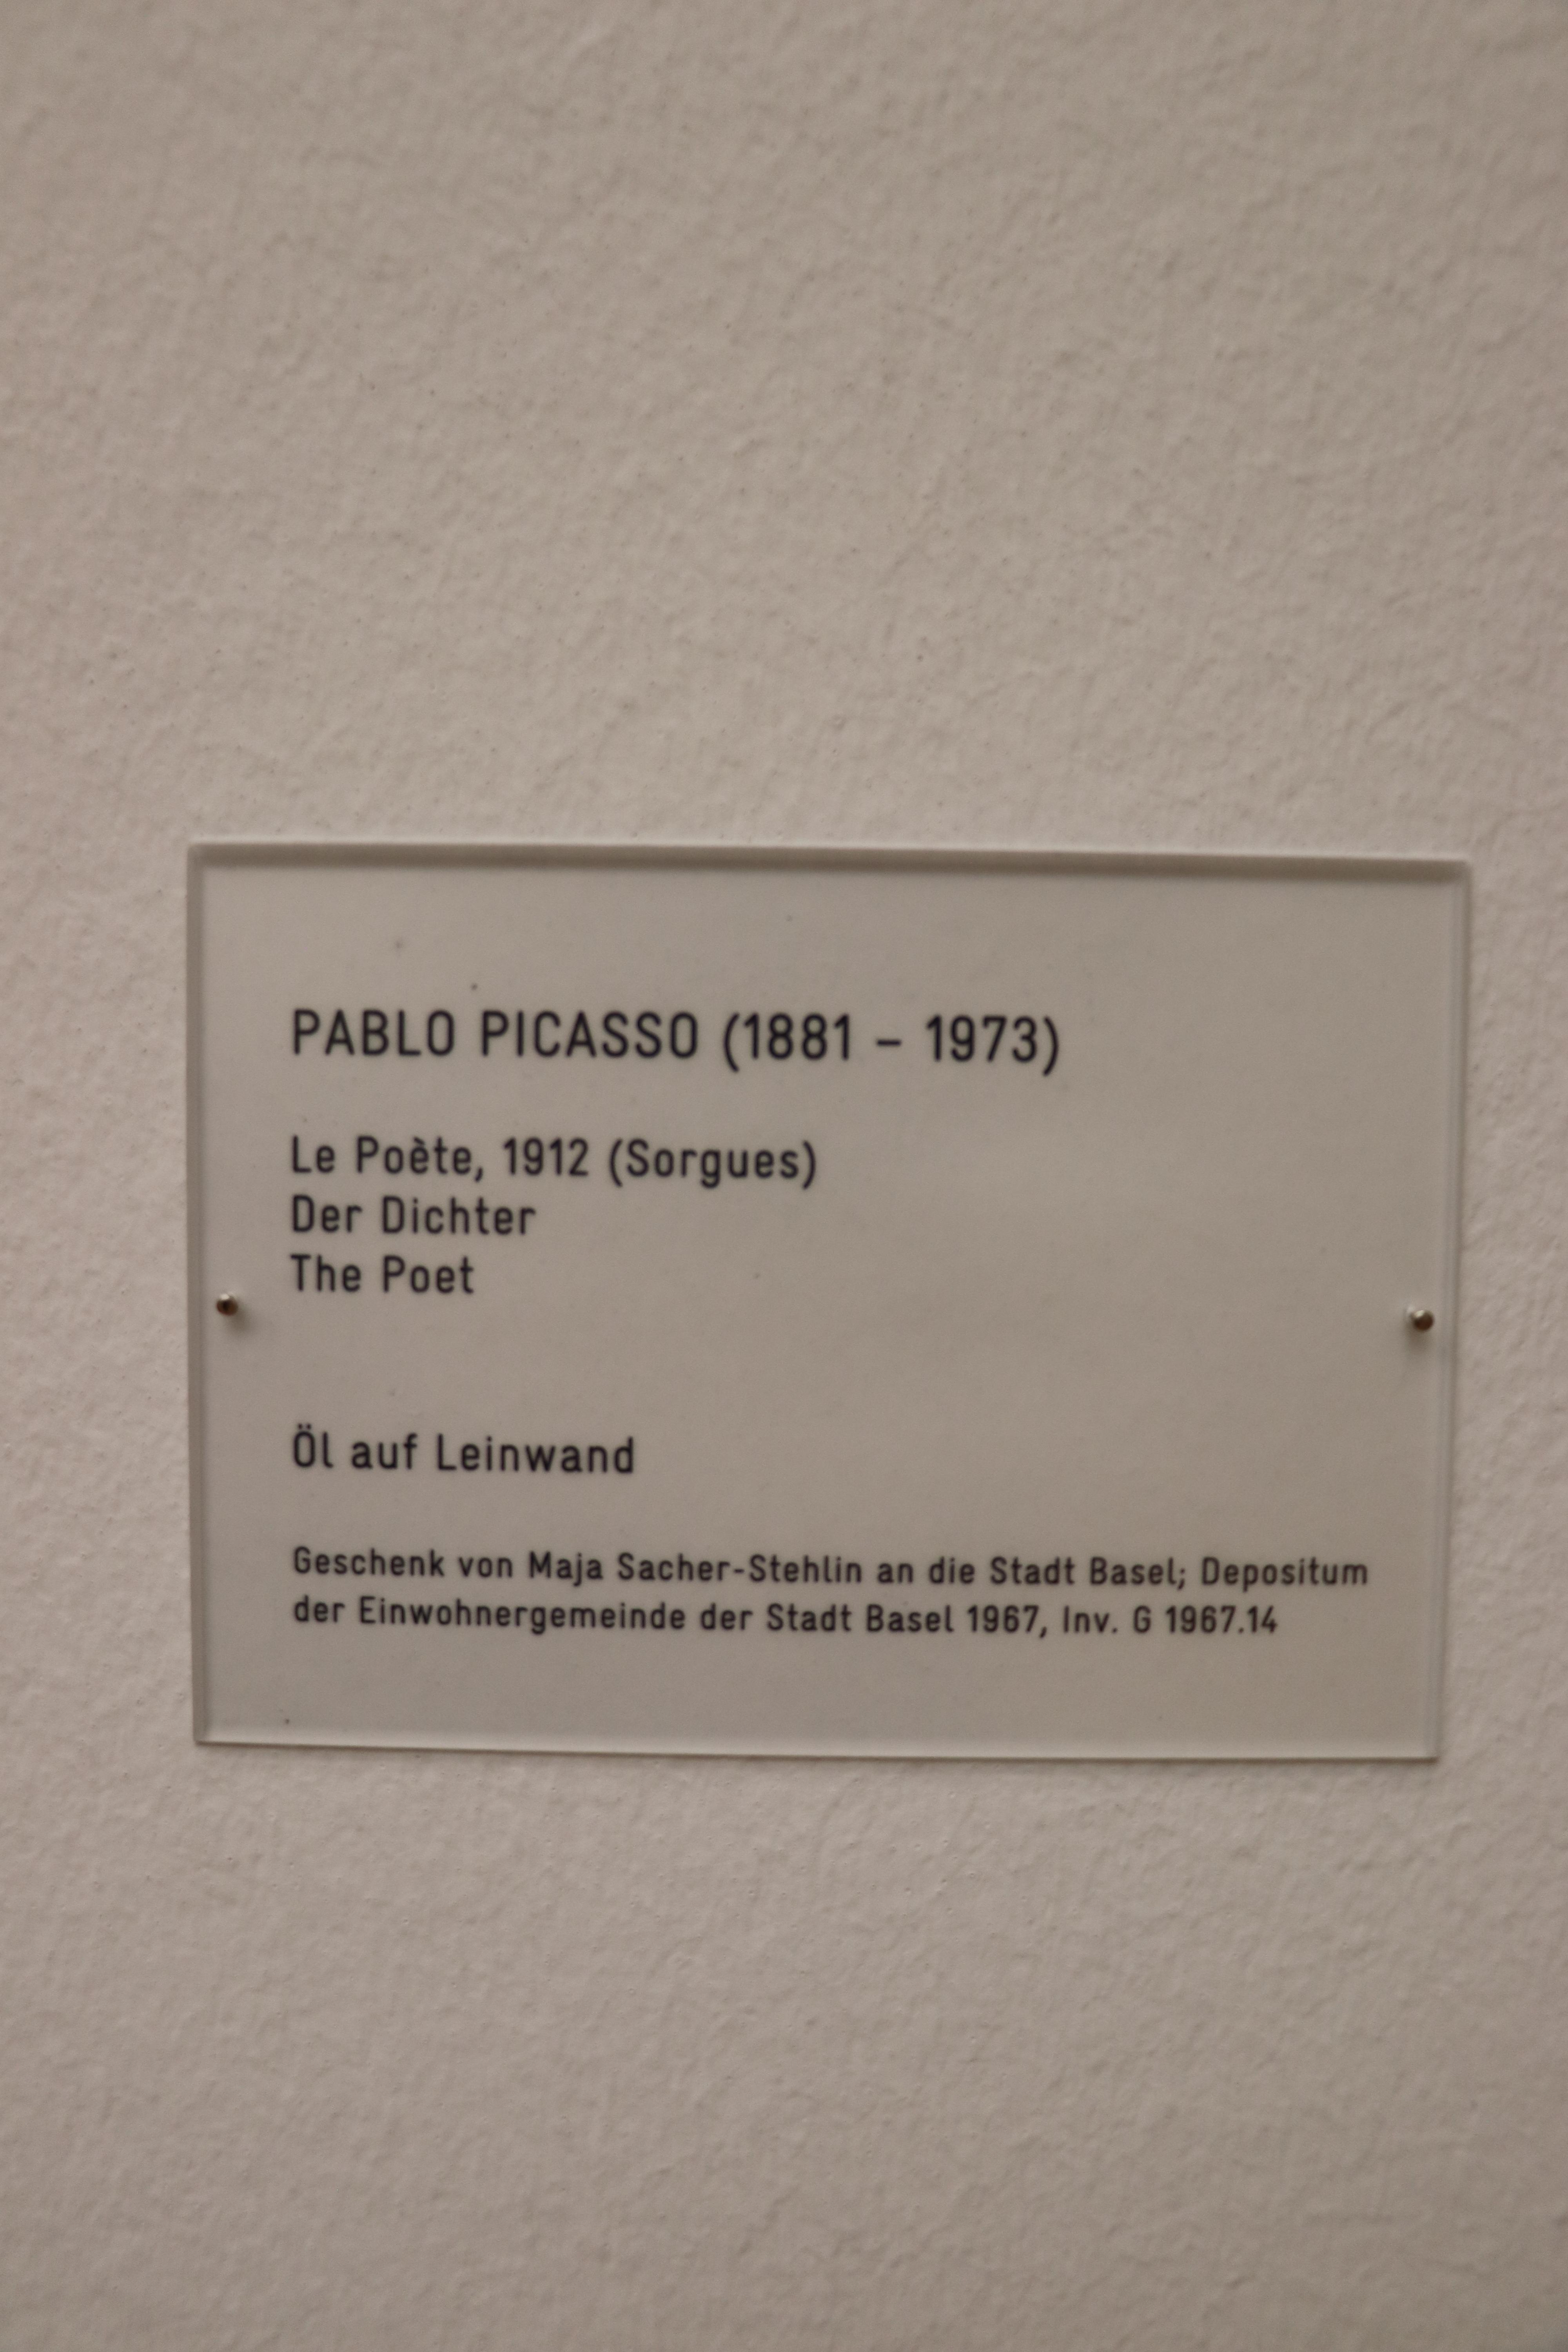 PABLO PICASSO (1881 – 1973)
Le Poète, 1912 (Sorgues)
Der Dichter
The Poet
Öl auf Leinwand
Geschenk von Maja Sacher-Stehlin an die Stadt Basel; Depositum
der Einwohnergemeinde der Stadt Basel 1967, Inv. G 1967.14